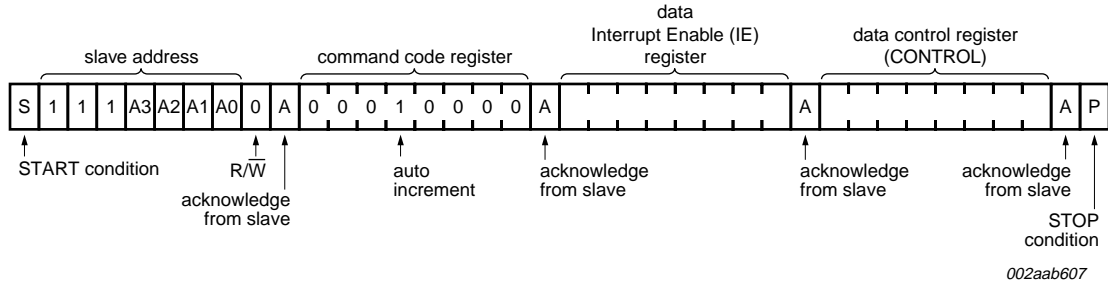 data
Interrupt Enable (IE)
register
data control register
(CONTROL)
slave address
command code register
S 1 1 1 A3 A2 A1 A0 0 A 0 0 0 1 0 0 0 0 A A A P
START condition
R/W̅
acknowledge
from slave
auto
increment
acknowledge
from slave
acknowledge
from slave
acknowledge
from slave
STOP
condition
002aab607